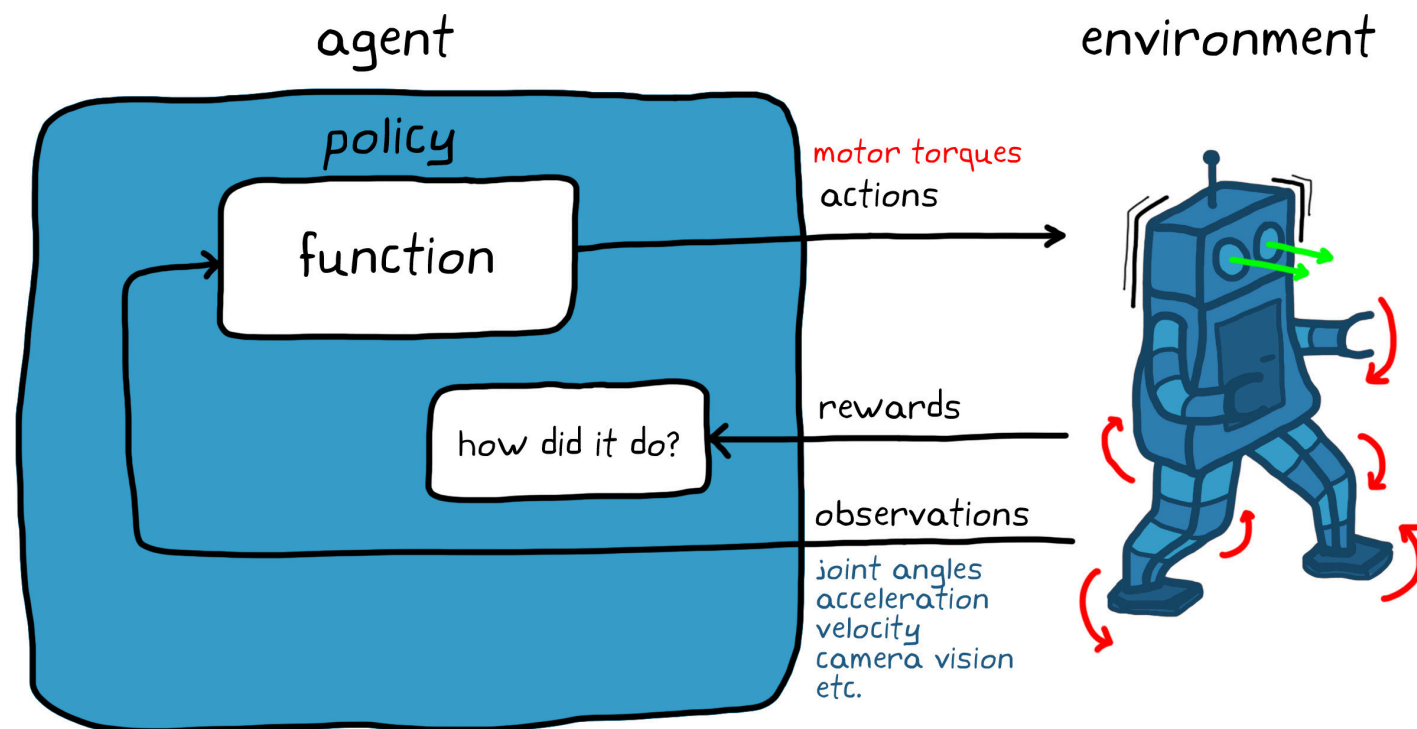 agent
environment
policy
function
motor torques
actions
rewards
how did it do?
observations
joint angles
acceleration
velocity
camera vision
etc.